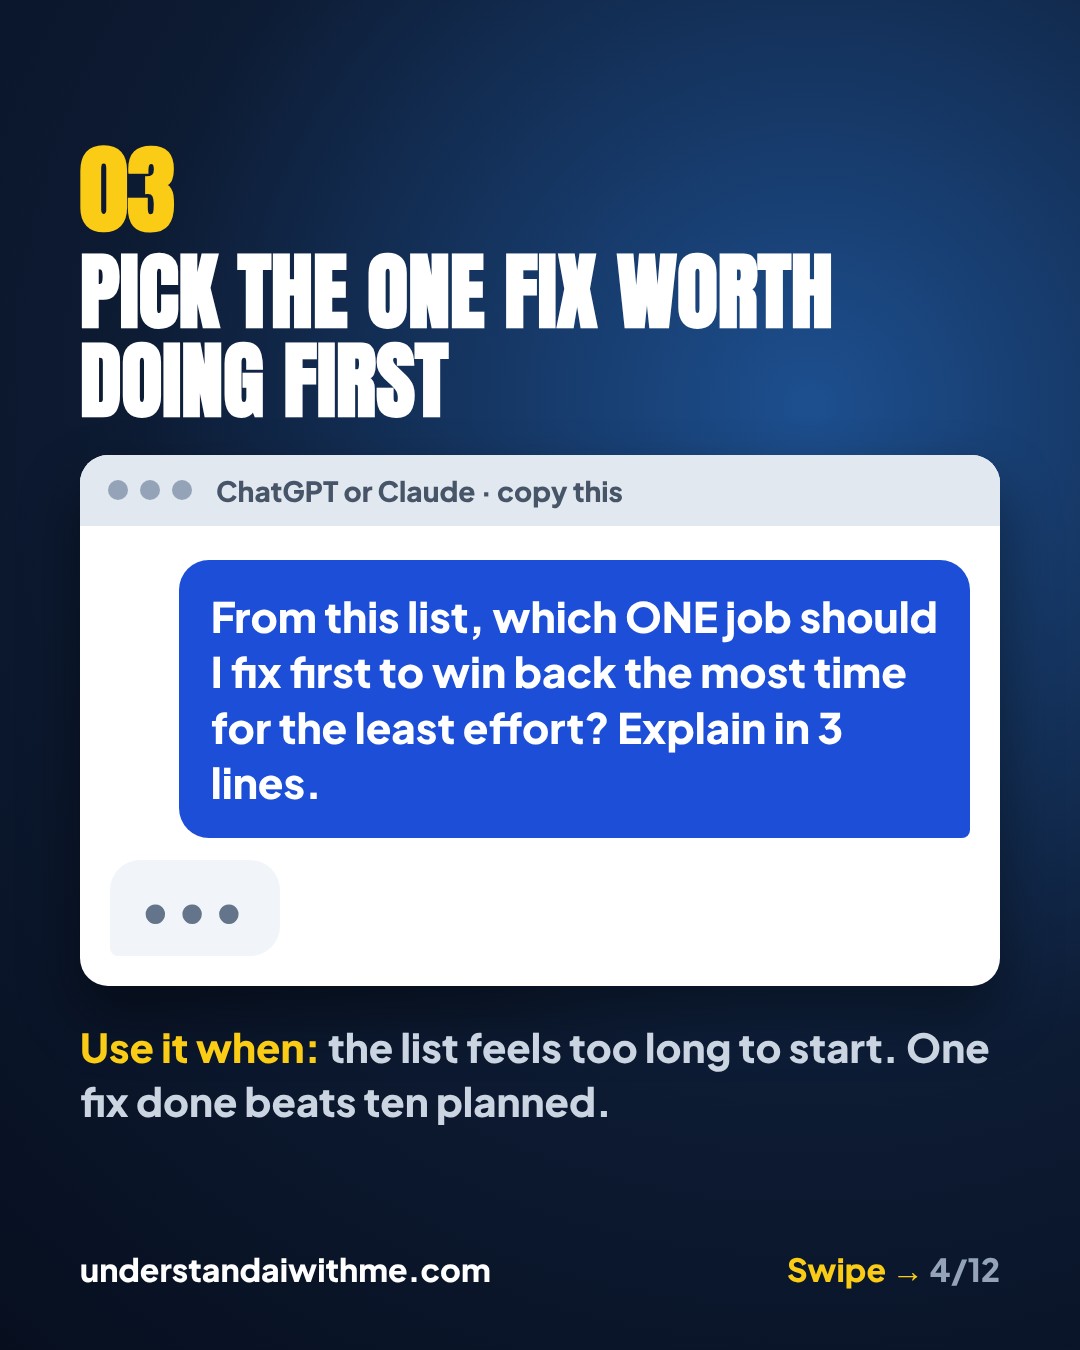 03
PICK THE ONE FIX WORTH
DOING FIRST
ChatGPT or Claude · copy this
From this list, which ONE job should
I fix first to win back the most time
for the least effort? Explain in 3
lines.
Use it when: the list feels too long to start. One
fix done beats ten planned.
understandaiwithme.com
Swipe → 4/12